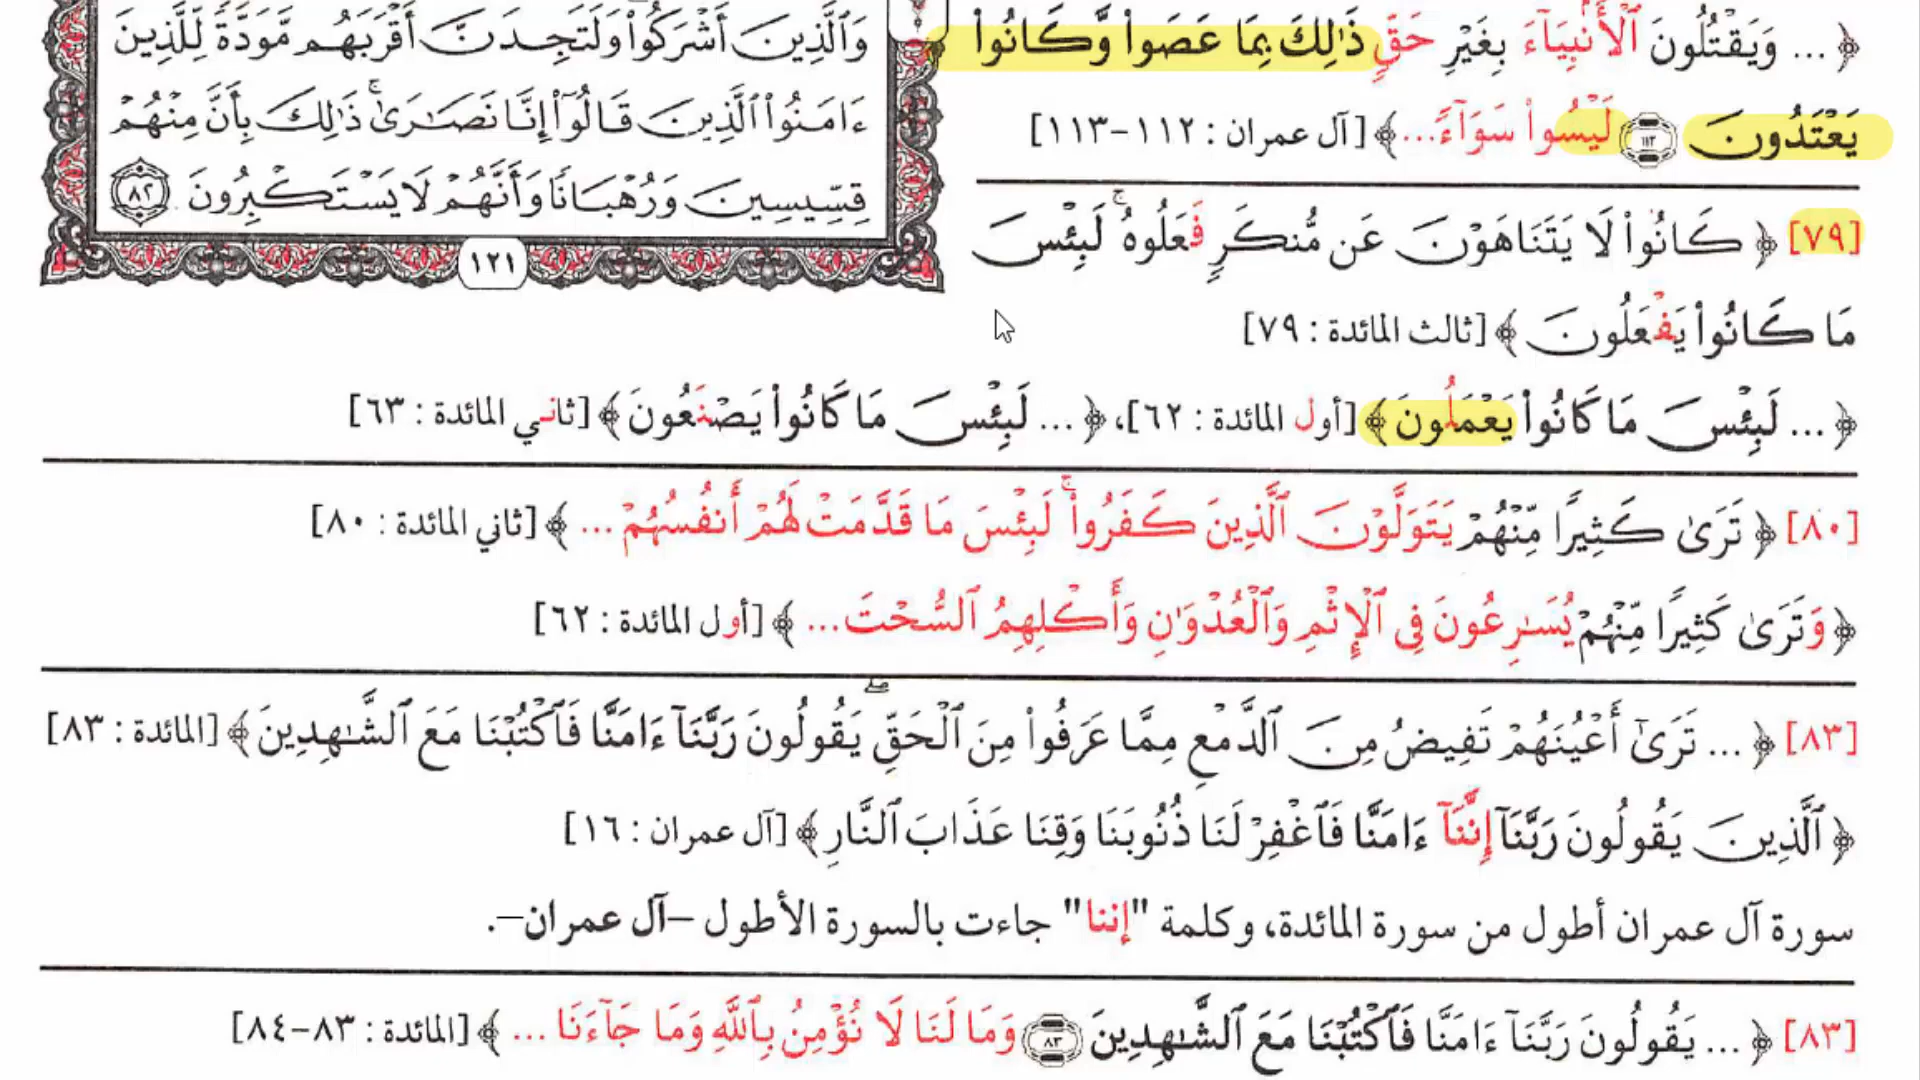 ﴿ ... وَيَقْتُلُونَ ٱلْأَنۢبِيَآءَ بِغَيْرِ حَقٍّ ذَٰلِكَ بِمَا عَصَوا۟ وَّكَانُوا۟
يَعْتَدُونَ ١١٢ لَيْسُوا۟ سَوَآءً... ﴾ [آل عمران : ١١٢-١١٣]
[٧٩] ﴿ كَانُوا۟ لَا يَتَنَاهَوْنَ عَن مُّنكَرٍ فَعَلُوهُ ۚ لَبِئْسَ
مَا كَانُوا۟ يَفْعَلُونَ ﴾ [ثالث المائدة : ٧٩]
﴿ ... لَبِئْسَ مَا كَانُوا۟ يَعْمَلُونَ ﴾ [أول المائدة : ٦٢]، ﴿ ... لَبِئْسَ مَا كَانُوا۟ يَصْنَعُونَ ﴾ [ثاني المائدة : ٦٣]
[٨٠] ﴿ تَرَىٰ كَثِيرًا مِّنْهُمْ يَتَوَلَّوْنَ ٱلَّذِينَ كَفَرُوا۟ ۚ لَبِئْسَ مَا قَدَّمَتْ لَهُمْ أَنفُسُهُمْ ... ﴾ [ثاني المائدة : ٨٠]
﴿ وَتَرَىٰ كَثِيرًا مِّنْهُمْ يُسَـٰرِعُونَ فِى ٱلْإِثْمِ وَٱلْعُدْوَٰنِ وَأَكْلِهِمُ ٱلسُّحْتَ ... ﴾ [أول المائدة : ٦٢]
[٨٣] ﴿ ... تَرَىٰٓ أَعْيُنَهُمْ تَفِيضُ مِنَ ٱلدَّمْعِ مِمَّا عَرَفُوا۟ مِنَ ٱلْحَقِّ ۖ يَقُولُونَ رَبَّنَآ ءَامَنَّا فَٱكْتُبْنَا مَعَ ٱلشَّـٰهِدِينَ ﴾ [المائدة : ٨٣]
﴿ ٱلَّذِينَ يَقُولُونَ رَبَّنَآ إِنَّنَآ ءَامَنَّا فَٱغْفِرْ لَنَا ذُنُوبَنَا وَقِنَا عَذَابَ ٱلنَّارِ ﴾ [آل عمران : ١٦]
سورة آل عمران أطول من سورة المائدة، وكلمة "إننا" جاءت بالسورة الأطول –آل عمران–.
[٨٣] ﴿ ... يَقُولُونَ رَبَّنَآ ءَامَنَّا فَٱكْتُبْنَا مَعَ ٱلشَّـٰهِدِينَ ٨٣ وَمَا لَنَا لَا نُؤْمِنُ بِٱللَّهِ وَمَا جَآءَنَا ... ﴾ [المائدة : ٨٣-٨٤]
وَٱلَّذِينَ أَشْرَكُوا۟ وَلَتَجِدَنَّ أَقْرَبَهُم مَّوَدَّةً لِّلَّذِينَ
ءَامَنُوا۟ ٱلَّذِينَ قَالُوٓا۟ إِنَّا نَصَـٰرَىٰ ۚ ذَٰلِكَ بِأَنَّ مِنْهُمْ
قِسِّيسِينَ وَرُهْبَانًا وَأَنَّهُمْ لَا يَسْتَكْبِرُونَ ٨٢
١٢١